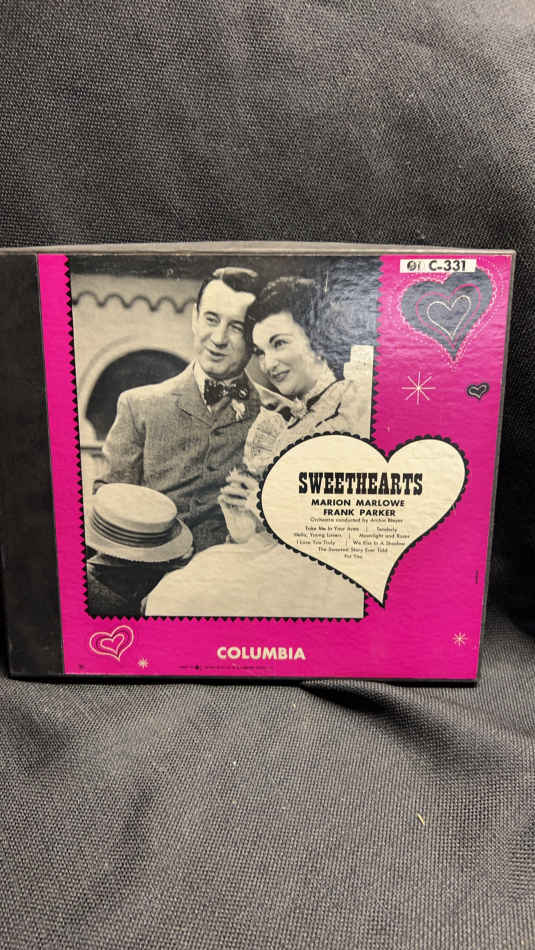 C-331
SWEETHEARTS
MARION MARLOWE
FRANK PARKER
Orchestra conducted by Archie Bleyer
Take Me In Your Arms | Tenderly
Hello, Young Lovers | Moonlight and Roses
I Love You Truly | We Kiss In A Shadow
The Sweetest Story Ever Told
For You
COLUMBIA